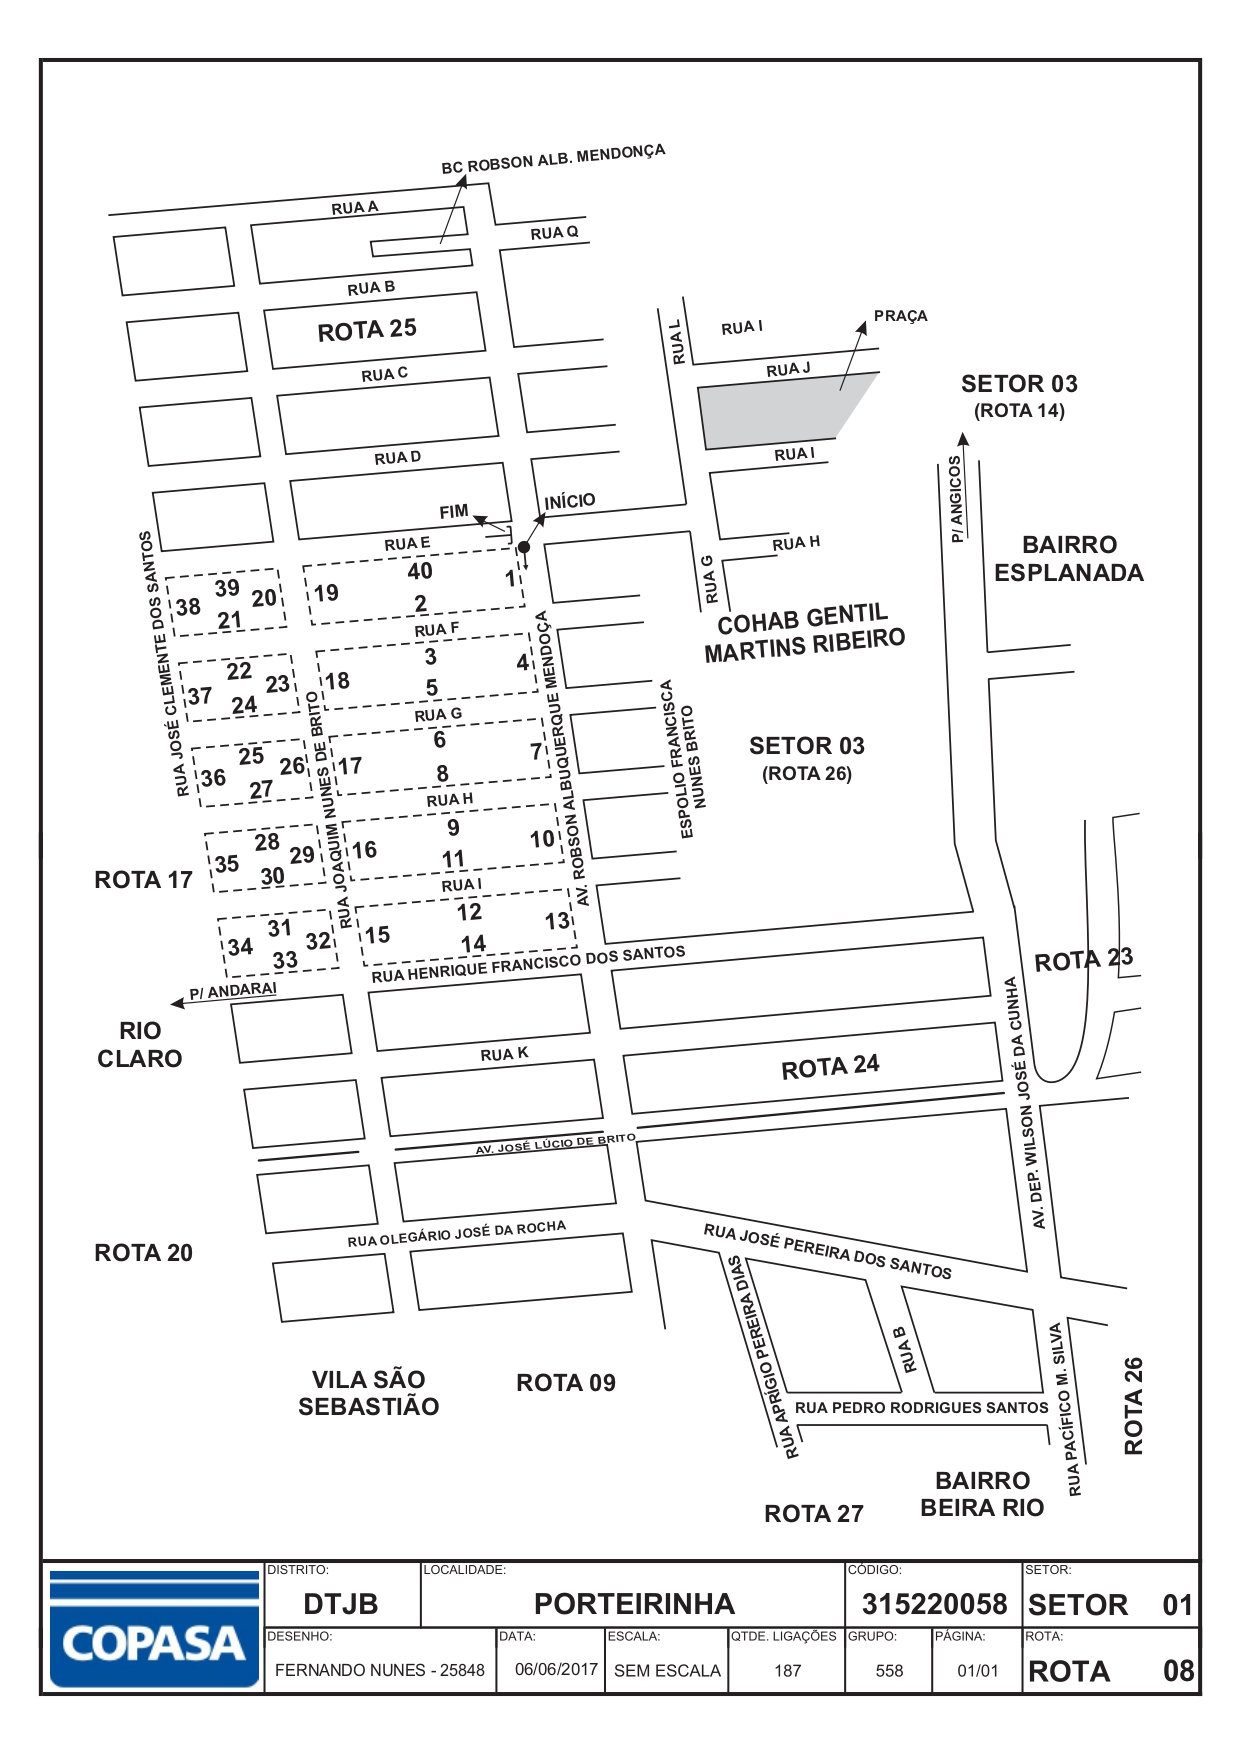 BC ROBSON ALB. MENDONÇA
RUA A
RUA Q
RUA B
ROTA 25
RUA L
RUA I
PRAÇA
RUA C
RUA J
SETOR 03
(ROTA 14)
RUA D
RUA I
P/ ANGICOS
FIM
INÍCIO
RUA E
RUA H
BAIRRO
ESPLANADA
RUA G
RUA JOSÉ CLEMENTE DOS SANTOS
38
39
20
21
19
40
1
2
COHAB GENTIL
MARTINS RIBEIRO
RUA F
37
22
23
24
18
3
4
5
RUA G
RUA JOAQUIM NUNES DE BRITO
AV. ROBSON ALBUQUERQUE MENDOÇA
ESPOLIO FRANCISCA
NUNES BRITO
SETOR 03
(ROTA 26)
36
25
26
27
17
6
7
8
RUA H
ROTA 17
35
28
29
30
16
9
10
11
RUA I
34
31
32
33
15
12
13
14
RUA HENRIQUE FRANCISCO DOS SANTOS
ROTA 23
P/ ANDARAI
RIO
CLARO
RUA K
ROTA 24
AV. DEP. WILSON JOSÉ DA CUNHA
AV. JOSÉ LÚCIO DE BRITO
ROTA 20
RUA OLEGÁRIO JOSÉ DA ROCHA
RUA JOSÉ PEREIRA DOS SANTOS
RUA APRÍGIO PEREIRA DIAS
RUA B
RUA PACÍFICO M. SILVA
ROTA 26
VILA SÃO
SEBASTIÃO
ROTA 09
RUA PEDRO RODRIGUES SANTOS
BAIRRO
BEIRA RIO
ROTA 27
COPASA
DISTRITO:
DTJB
LOCALIDADE:
PORTEIRINHA
CÓDIGO:
315220058
SETOR:
SETOR 01
DESENHO:
FERNANDO NUNES - 25848
DATA:
06/06/2017
ESCALA:
SEM ESCALA
QTDE. LIGAÇÕES
187
GRUPO:
558
PÁGINA:
01/01
ROTA:
ROTA 08